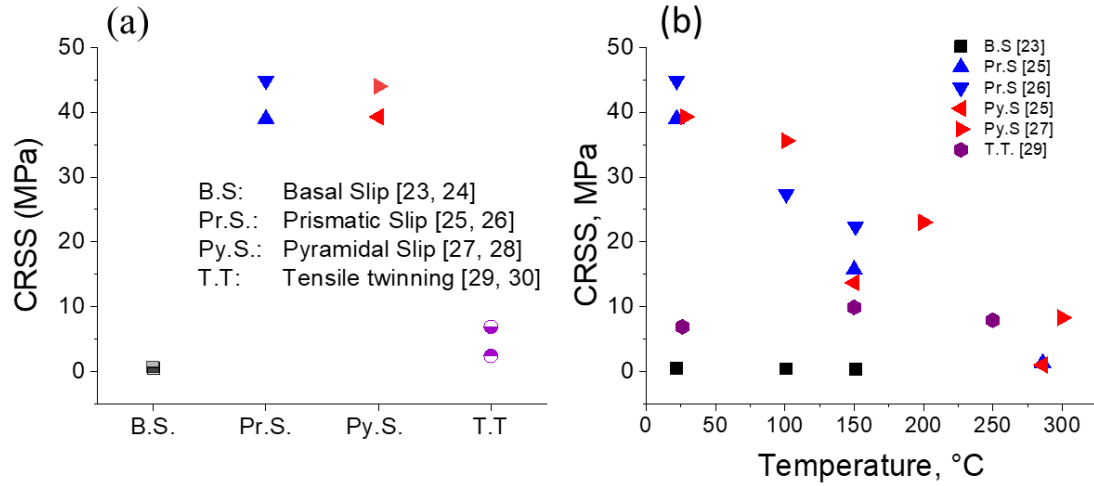 (a)
CRSS (MPa)
50
40
30
20
10
0
B.S: Basal Slip [23, 24]
Pr.S.: Prismatic Slip [25, 26]
Py.S.: Pyramidal Slip [27, 28]
T.T: Tensile twinning [29, 30]
B.S. Pr.S. Py.S. T.T
(b)
CRSS, MPa
50
40
30
20
10
0
B.S [23]
Pr.S [25]
Pr.S [26]
Py.S [25]
Py.S [27]
T.T. [29]
0 50 100 150 200 250 300
Temperature, °C